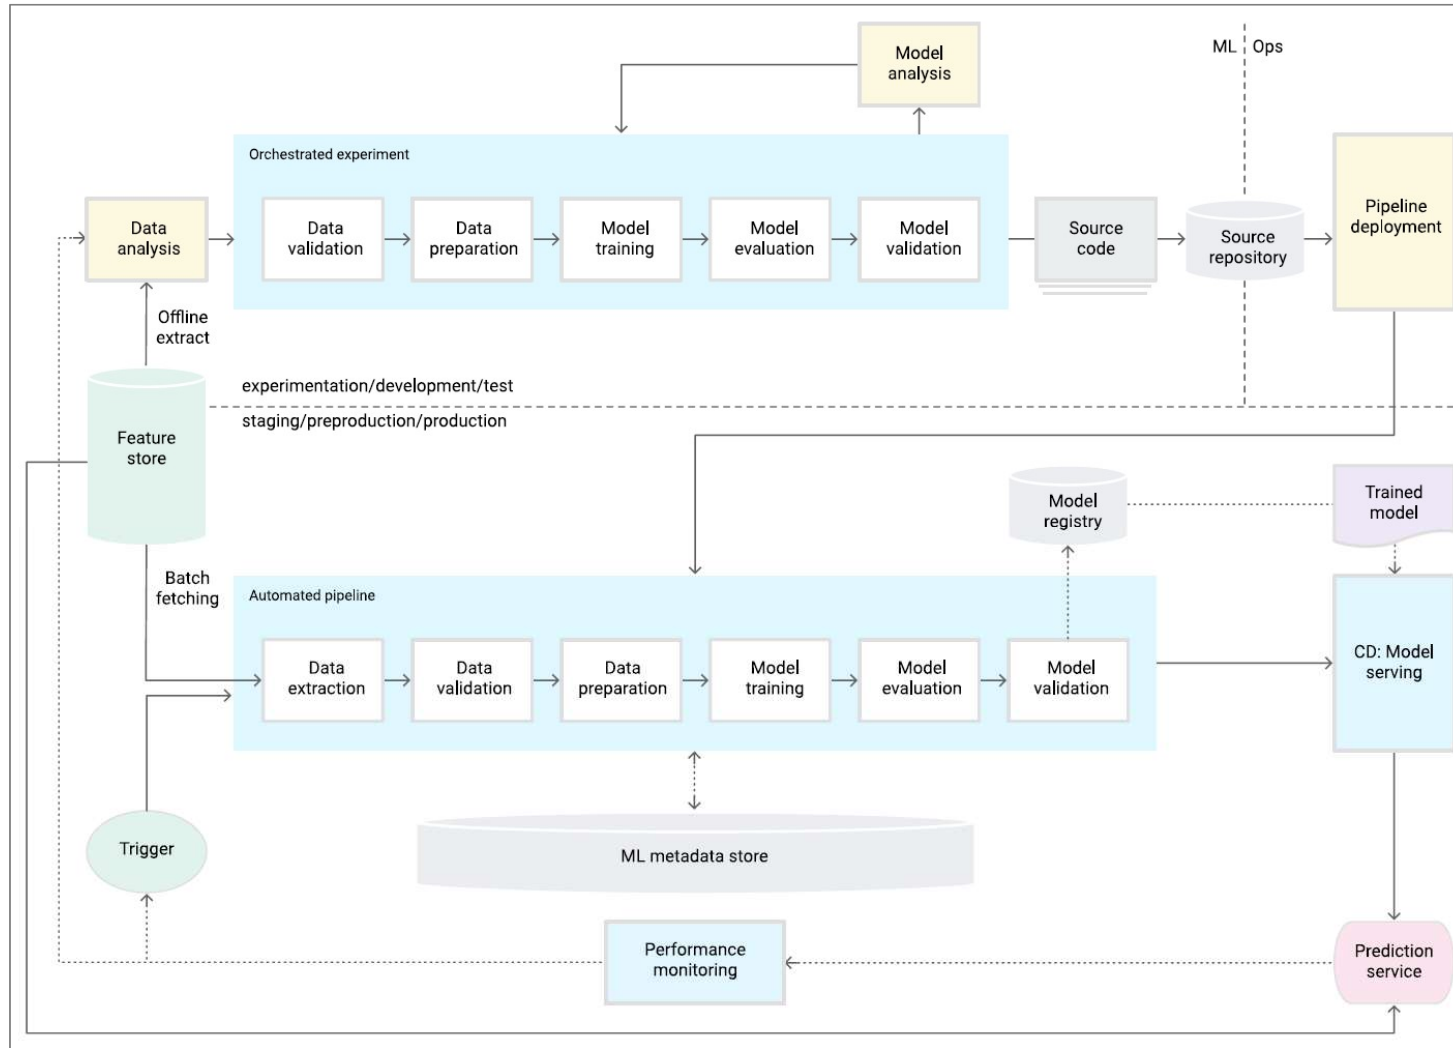 Model
analysis
ML
Ops
Orchestrated experiment
Data
analysis
Data
validation
Data
preparation
Model
training
Model
evaluation
Model
validation
Source
code
Source
repository
Pipeline
deployment
Offline
extract
experimentation/development/test
staging/preproduction/production
Feature
store
Model
registry
Trained
model
Batch
fetching
Automated pipeline
Data
extraction
Data
validation
Data
preparation
Model
training
Model
evaluation
Model
validation
CD: Model
serving
Trigger
ML metadata store
Performance
monitoring
Prediction
service